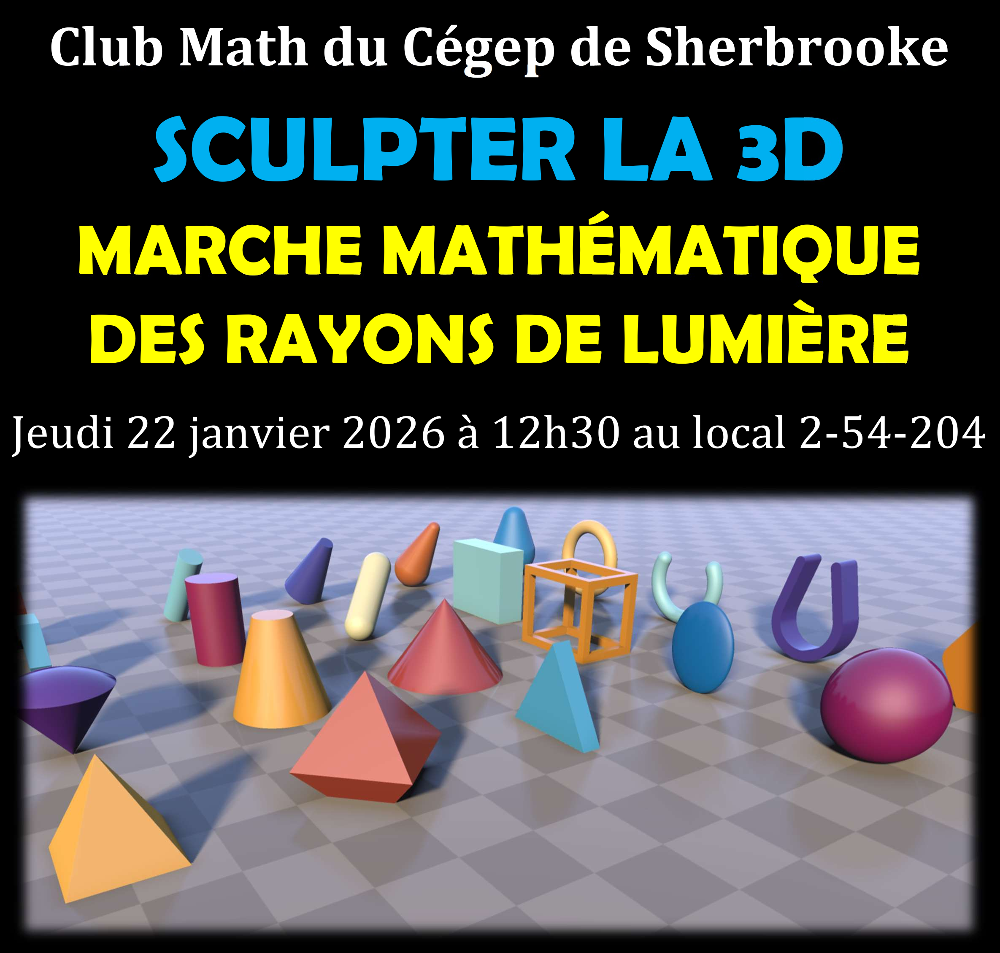 Club Math du Cégep de Sherbrooke
SCULPTER LA 3D
MARCHE MATHÉMATIQUE
DES RAYONS DE LUMIÈRE
Jeudi 22 janvier 2026 à 12h30 au local 2-54-204